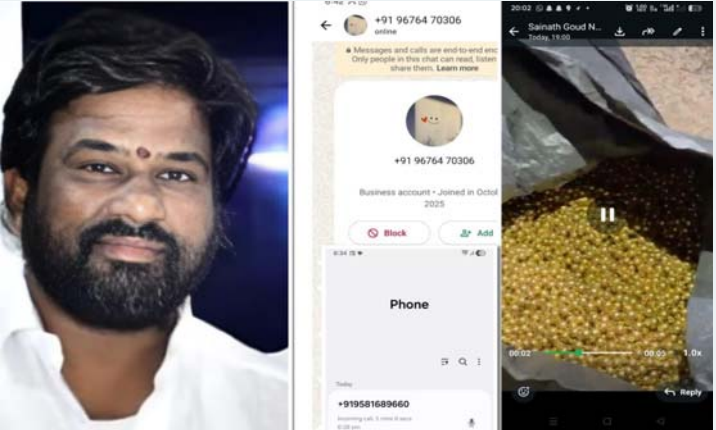 +91 96764 70306
online
Messages and calls are end-to-end enc
Only people in this chat can read, listen
share them. Learn more
+91 96764 70306
Business account • Joined in Octol
2025
Block
Add
Phone
Today
+919581689660
Incoming call,
20:02
Sainath Goud N...
Today, 19:00
00:02
00:05
1.0x
Reply